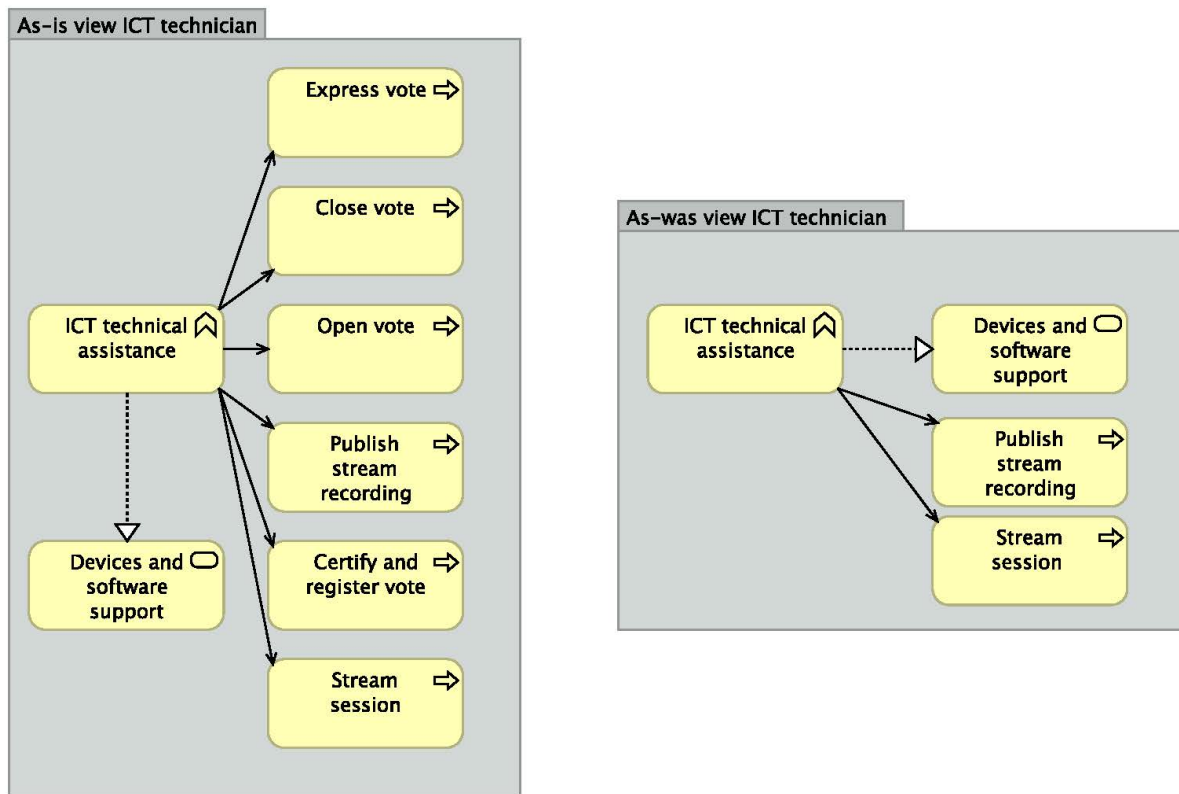 As-is view ICT technician
Express vote
Close vote
ICT technical
assistance
Open vote
Publish
stream
recording
Devices and
software
support
Certify and
register vote
Stream
session
As-was view ICT technician
ICT technical
assistance
Devices and
software
support
Publish
stream
recording
Stream
session